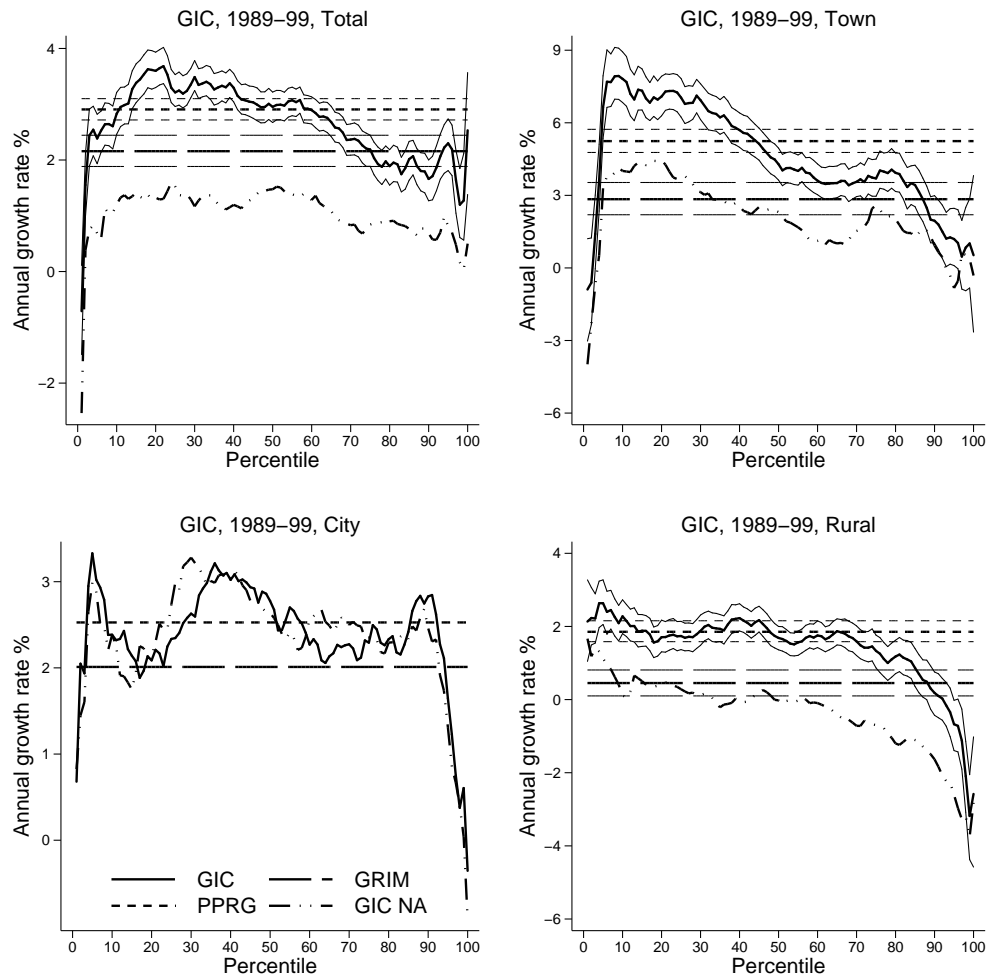 GIC, 1989–99, Total
Annual growth rate %
4
2
0
−2
0 10 20 30 40 50 60 70 80 90 100
Percentile
GIC, 1989–99, Town
Annual growth rate %
9
6
3
0
−3
−6
0 10 20 30 40 50 60 70 80 90 100
Percentile
GIC, 1989–99, City
Annual growth rate %
3
2
1
0
GIC GRIM
PPRG GIC NA
0 10 20 30 40 50 60 70 80 90 100
Percentile
GIC, 1989–99, Rural
Annual growth rate %
4
2
0
−2
−4
−6
0 10 20 30 40 50 60 70 80 90 100
Percentile